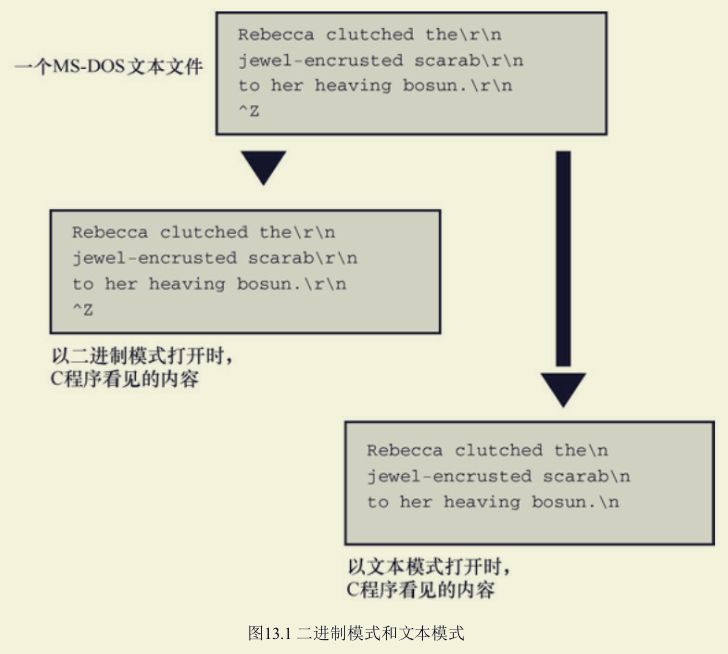 一个MS-DOS文本文件
Rebecca clutched the\r\n
jewel-encrusted scarab\r\n
to her heaving bosun.\r\n
^Z
Rebecca clutched the\r\n
jewel-encrusted scarab\r\n
to her heaving bosun.\r\n
^Z
以二进制模式打开时，
C程序看见的内容
Rebecca clutched the\n
jewel-encrusted scarab\n
to her heaving bosun.\n
以文本模式打开时，
C程序看见的内容
图13.1 二进制模式和文本模式